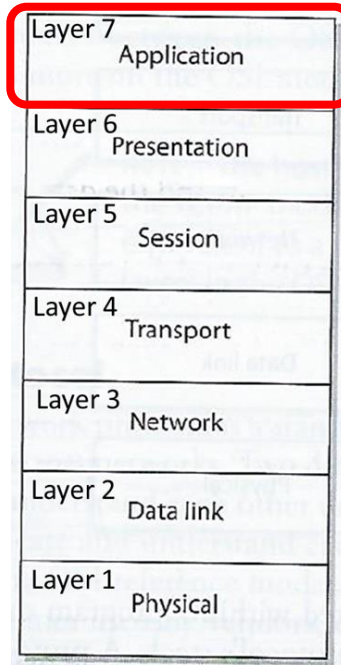 Layer 7
Application
Layer 6
Presentation
Layer 5
Session
Layer 4
Transport
Layer 3
Network
Layer 2
Data link
Layer 1
Physical